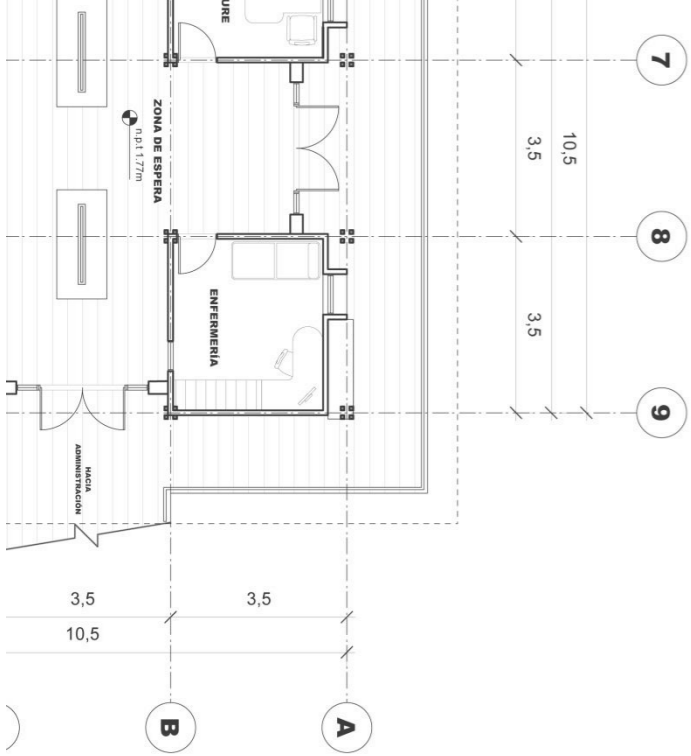 URE
ZONA DE ESPERA
n.p.t 1.77m
ENFERMERÍA
HACIA
ADMINISTRACIÓN
7
8
9
10,5
3,5
3,5
3,5
3,5
10,5
B
A